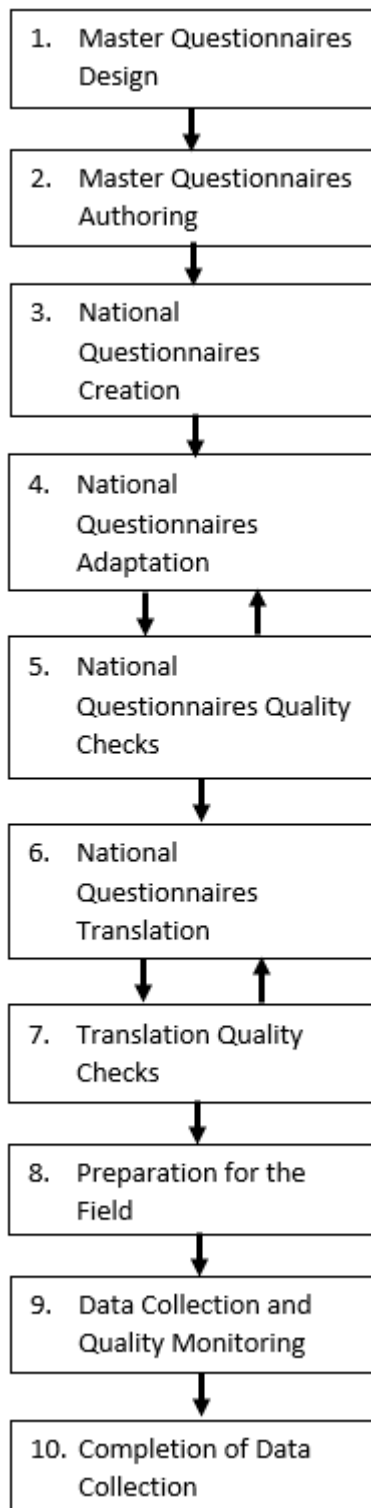 1. Master Questionnaires
Design
2. Master Questionnaires
Authoring
3. National
Questionnaires
Creation
4. National
Questionnaires
Adaptation
5. National
Questionnaires Quality
Checks
6. National
Questionnaires
Translation
7. Translation Quality
Checks
8. Preparation for the
Field
9. Data Collection and
Quality Monitoring
10. Completion of Data
Collection